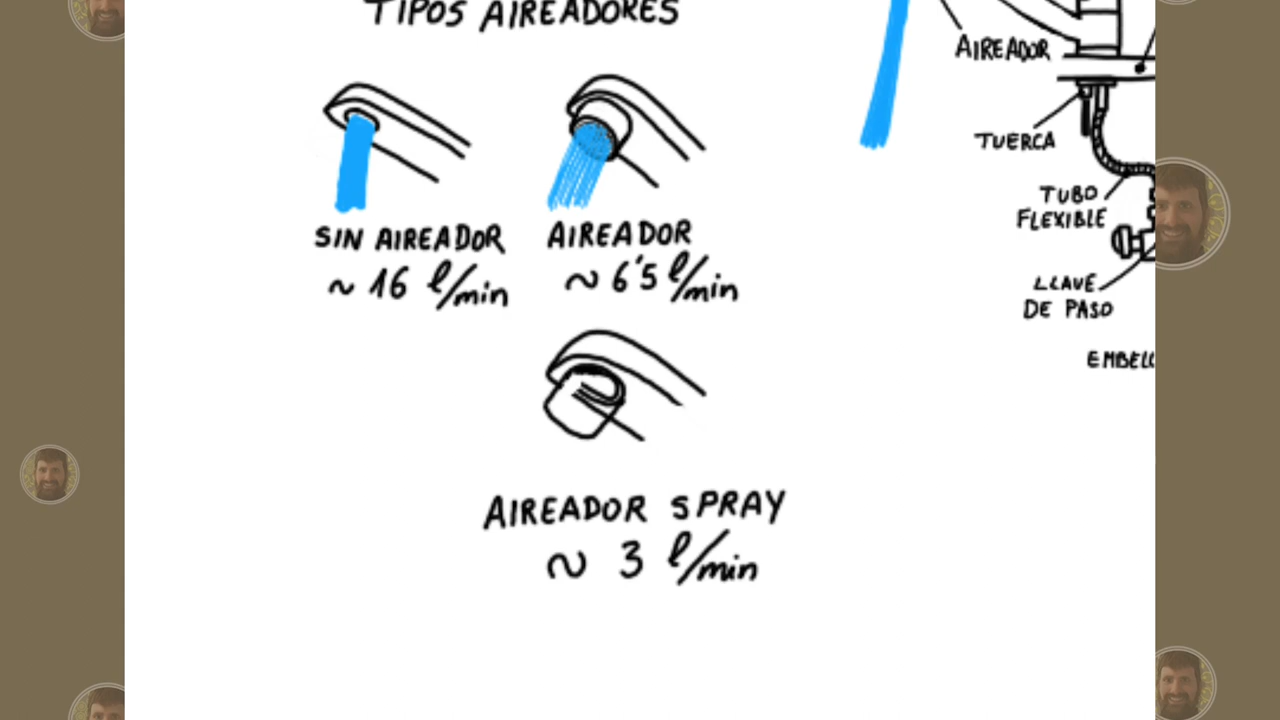 TIPOS AIREADORES
SIN AIREADOR
~ 16 l/min
AIREADOR
~ 6'5 l/min
AIREADOR SPRAY
~ 3 l/min
AIREADOR
TUERCA
TUBO
FLEXIBLE
LLAVE
DE PASO
EMBELL